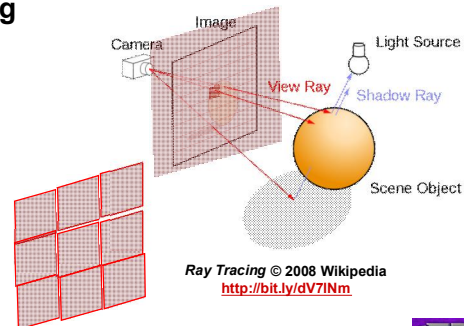 g
Image
Camera
Light Source
View Ray
Shadow Ray
Scene Object
Ray Tracing © 2008 Wikipedia
http://bit.ly/dV7lNm